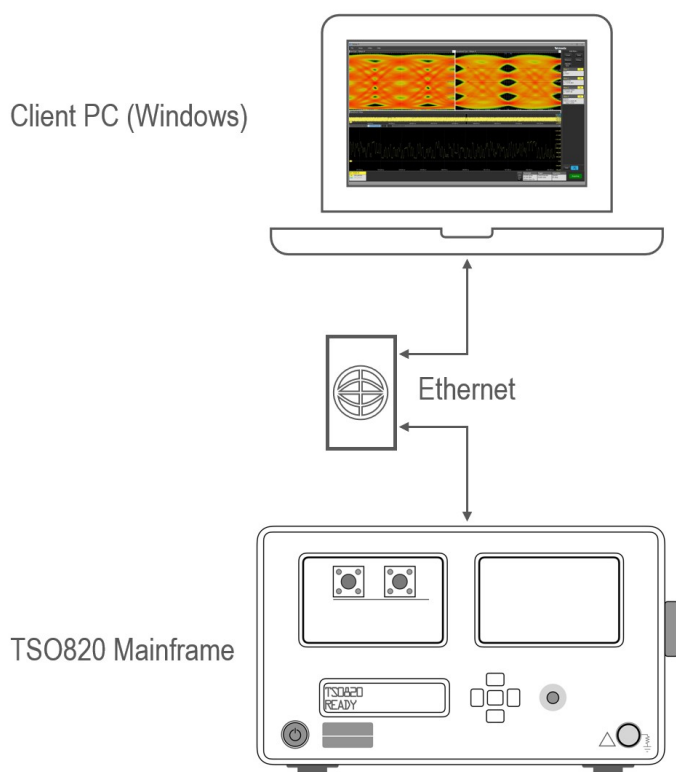 Client PC (Windows)
Ethernet
TSO820 Mainframe
TSO820
READY